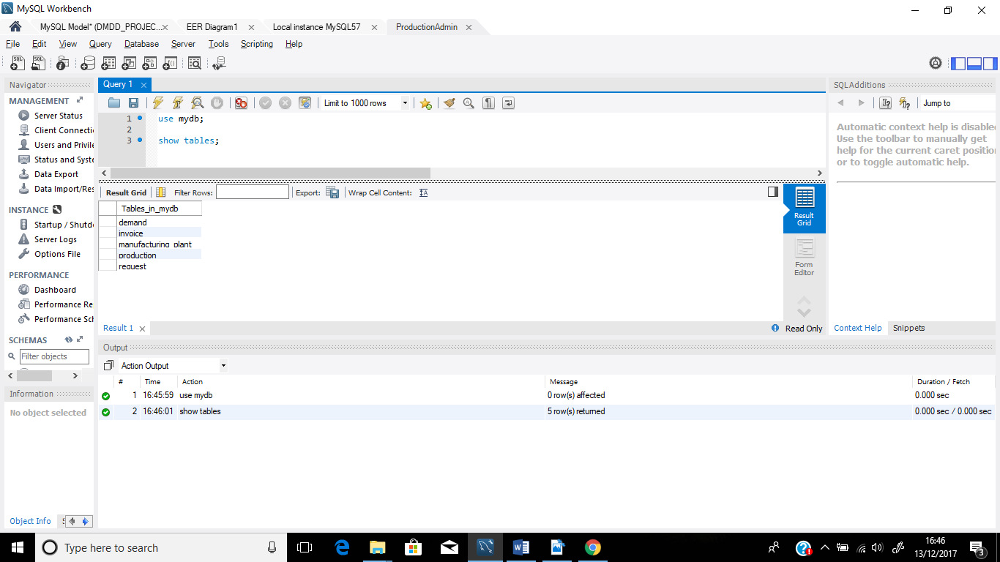 MySQL Workbench
MySQL Model* (DMDD_PROJEC... × EER Diagram1 × Local instance MySQL57 × ProductionAdmin ×
File Edit View Query Database Server Tools Scripting Help
Navigator
MANAGEMENT
Server Status
Client Connecti
Users and Privile
Status and Syste
Data Export
Data Import/Res
INSTANCE
Startup / Shutdo
Server Logs
Options File
PERFORMANCE
Dashboard
Performance Re
Performance Sch
SCHEMAS
Filter objects
Information
No object selected
Object Info
Query 1 ×
Limit to 1000 rows
1 use mydb;
2
3 show tables;
Result Grid Filter Rows: Export: Wrap Cell Content:
Tables_in_mydb
demand
invoice
manufacturing_plant
production
request
Result Grid
Form Editor
Result 1 ×
Read Only
SQLAdditions
Jump to
Automatic context help is disabled
Use the toolbar to manually get
help for the current caret position
or to toggle automatic help.
Context Help Snippets
Output
Action Output
# Time Action Message Duration / Fetch
1 16:45:59 use mydb 0 row(s) affected 0.000 sec
2 16:46:01 show tables 5 row(s) returned 0.000 sec / 0.000 sec
Type here to search
16:46
13/12/2017
3